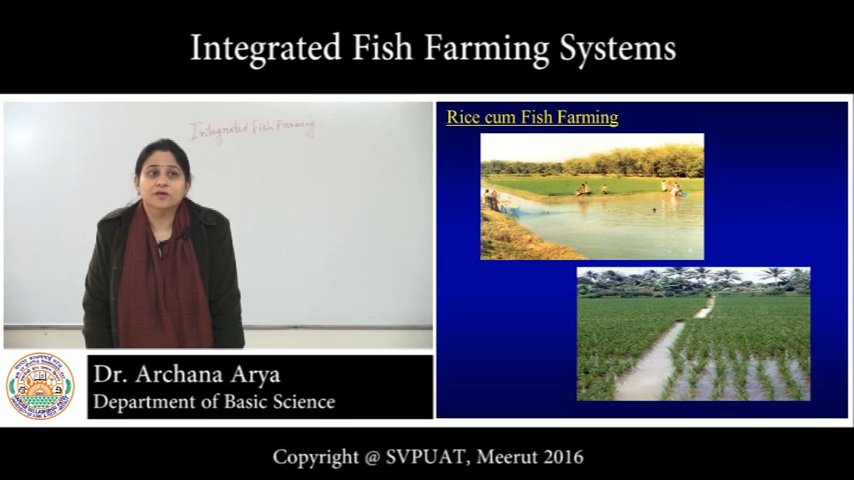 Integrated Fish Farming Systems
Integrated Fish Farming
Rice cum Fish Farming
Dr. Archana Arya
Department of Basic Science
Copyright @ SVPUAT, Meerut 2016